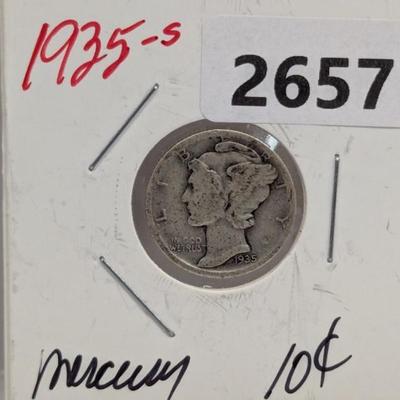 1935-S
2657
LIBERTY
IN GOD
WE TRUST
1935
Mercury 10¢